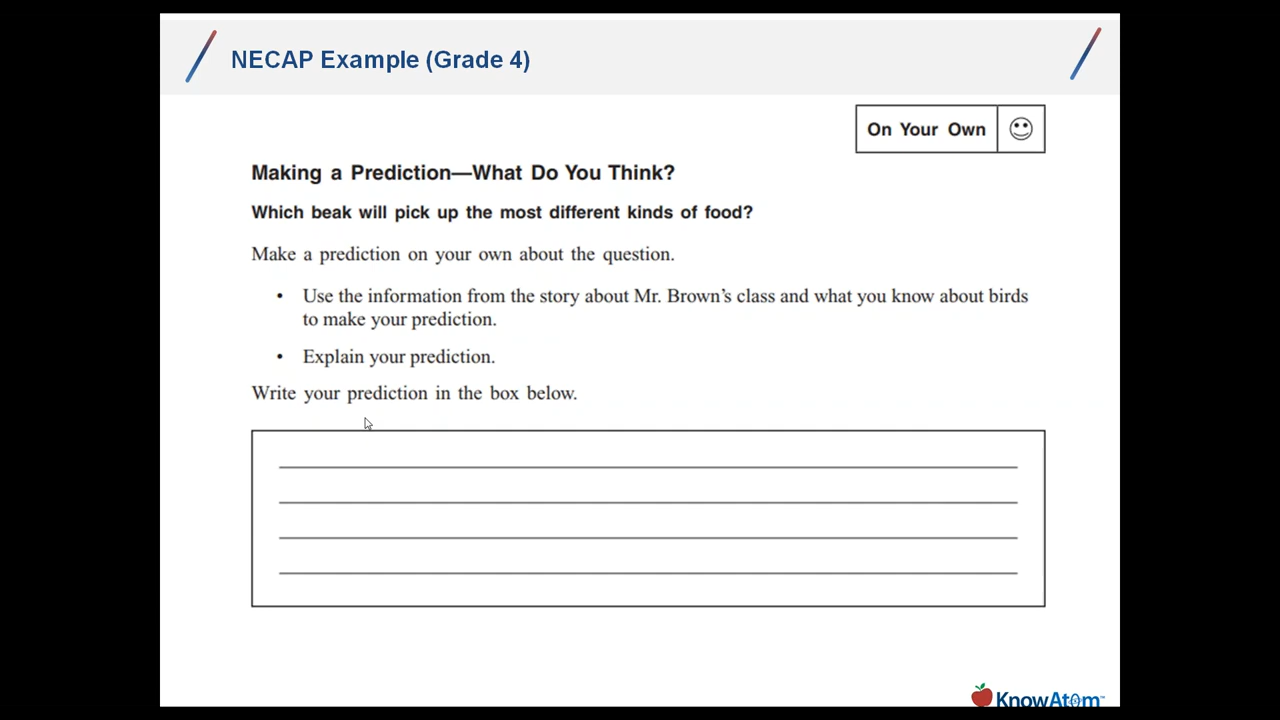 NECAP Example (Grade 4)
On Your Own
Making a Prediction—What Do You Think?
Which beak will pick up the most different kinds of food?
Make a prediction on your own about the question.
• Use the information from the story about Mr. Brown's class and what you know about birds
to make your prediction.
• Explain your prediction.
Write your prediction in the box below.
KnowAtom™